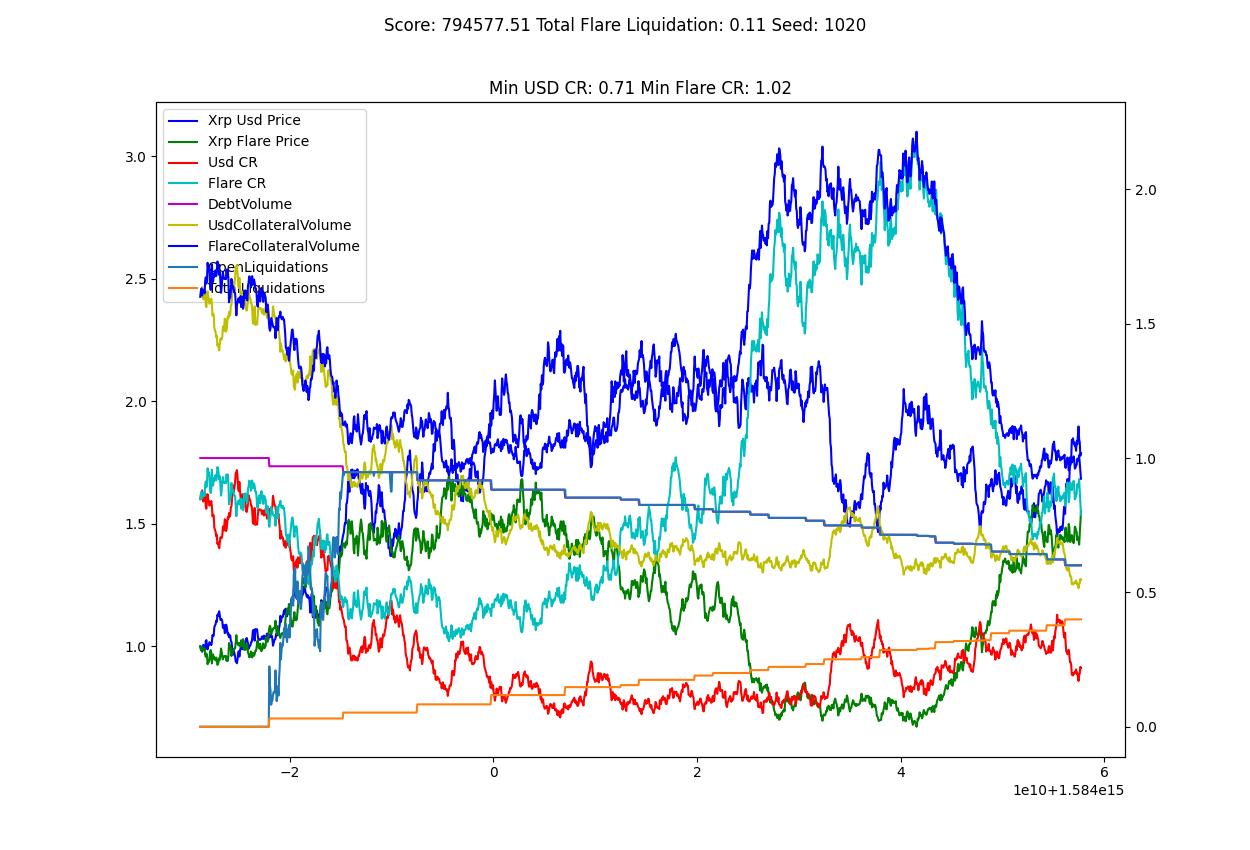 Score: 794577.51 Total Flare Liquidation: 0.11 Seed: 1020
Min USD CR: 0.71 Min Flare CR: 1.02
Xrp Usd Price
Xrp Flare Price
Usd CR
Flare CR
DebtVolume
UsdCollateralVolume
FlareCollateralVolume
OpenLiquidations
TotalLiquidations
3.0
2.5
2.0
1.5
1.0
2.0
1.5
1.0
0.5
0.0
−2
0
2
4
6
1e10+1.584e15